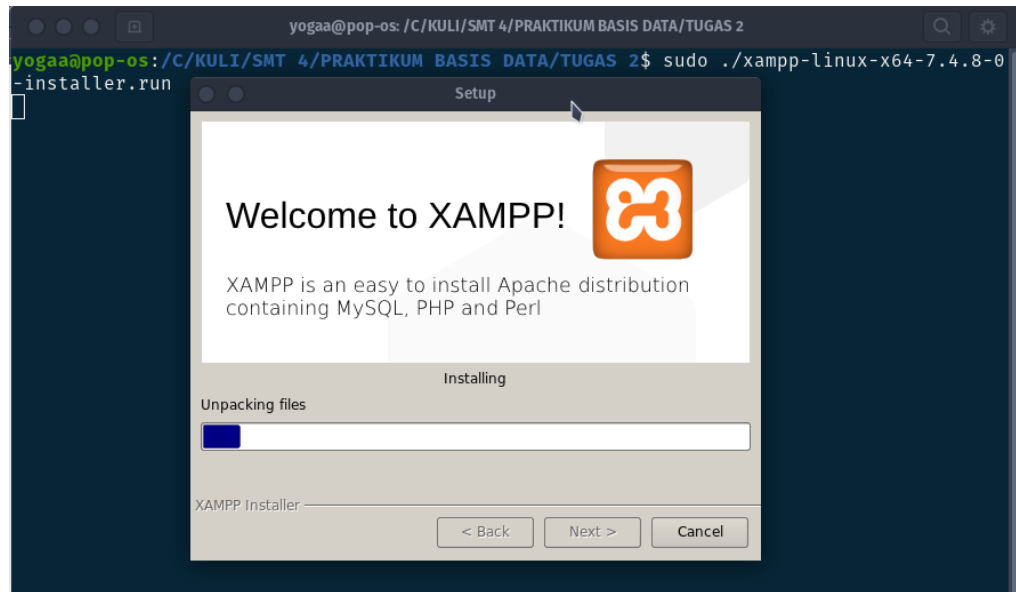 yogaa@pop-os: /C/KULI/SMT 4/PRAKTIKUM BASIS DATA/TUGAS 2
yogaa@pop-os:/C/KULI/SMT 4/PRAKTIKUM BASIS DATA/TUGAS 2$ sudo ./xampp-linux-x64-7.4.8-0
-installer.run
Setup
Welcome to XAMPP!
XAMPP is an easy to install Apache distribution
containing MySQL, PHP and Perl
Installing
Unpacking files
XAMPP Installer
< Back Next > Cancel